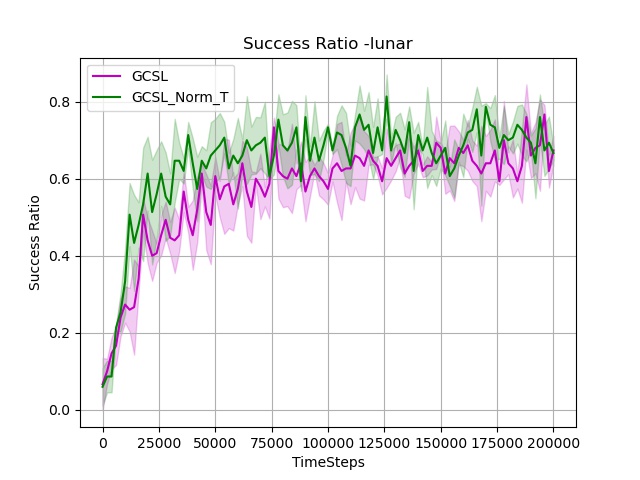 Success Ratio -lunar
GCSL
GCSL_Norm_T
Success Ratio
0.8
0.6
0.4
0.2
0.0
0 25000 50000 75000 100000 125000 150000 175000 200000
TimeSteps